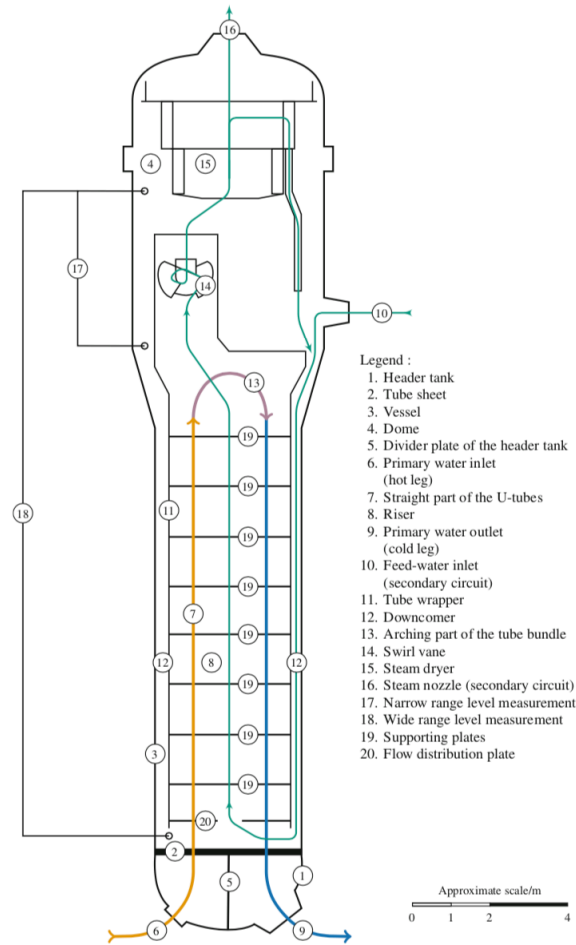 16
4
15
17
14
10
13
19
19
11
18
19
19
7
19
12
8
12
19
19
3
19
20
2
5
1
6
9
Legend :
1. Header tank
2. Tube sheet
3. Vessel
4. Dome
5. Divider plate of the header tank
6. Primary water inlet
(hot leg)
7. Straight part of the U-tubes
8. Riser
9. Primary water outlet
(cold leg)
10. Feed-water inlet
(secondary circuit)
11. Tube wrapper
12. Downcomer
13. Arching part of the tube bundle
14. Swirl vane
15. Steam dryer
16. Steam nozzle (secondary circuit)
17. Narrow range level measurement
18. Wide range level measurement
19. Supporting plates
20. Flow distribution plate
Approximate scale/m
0 1 2 4